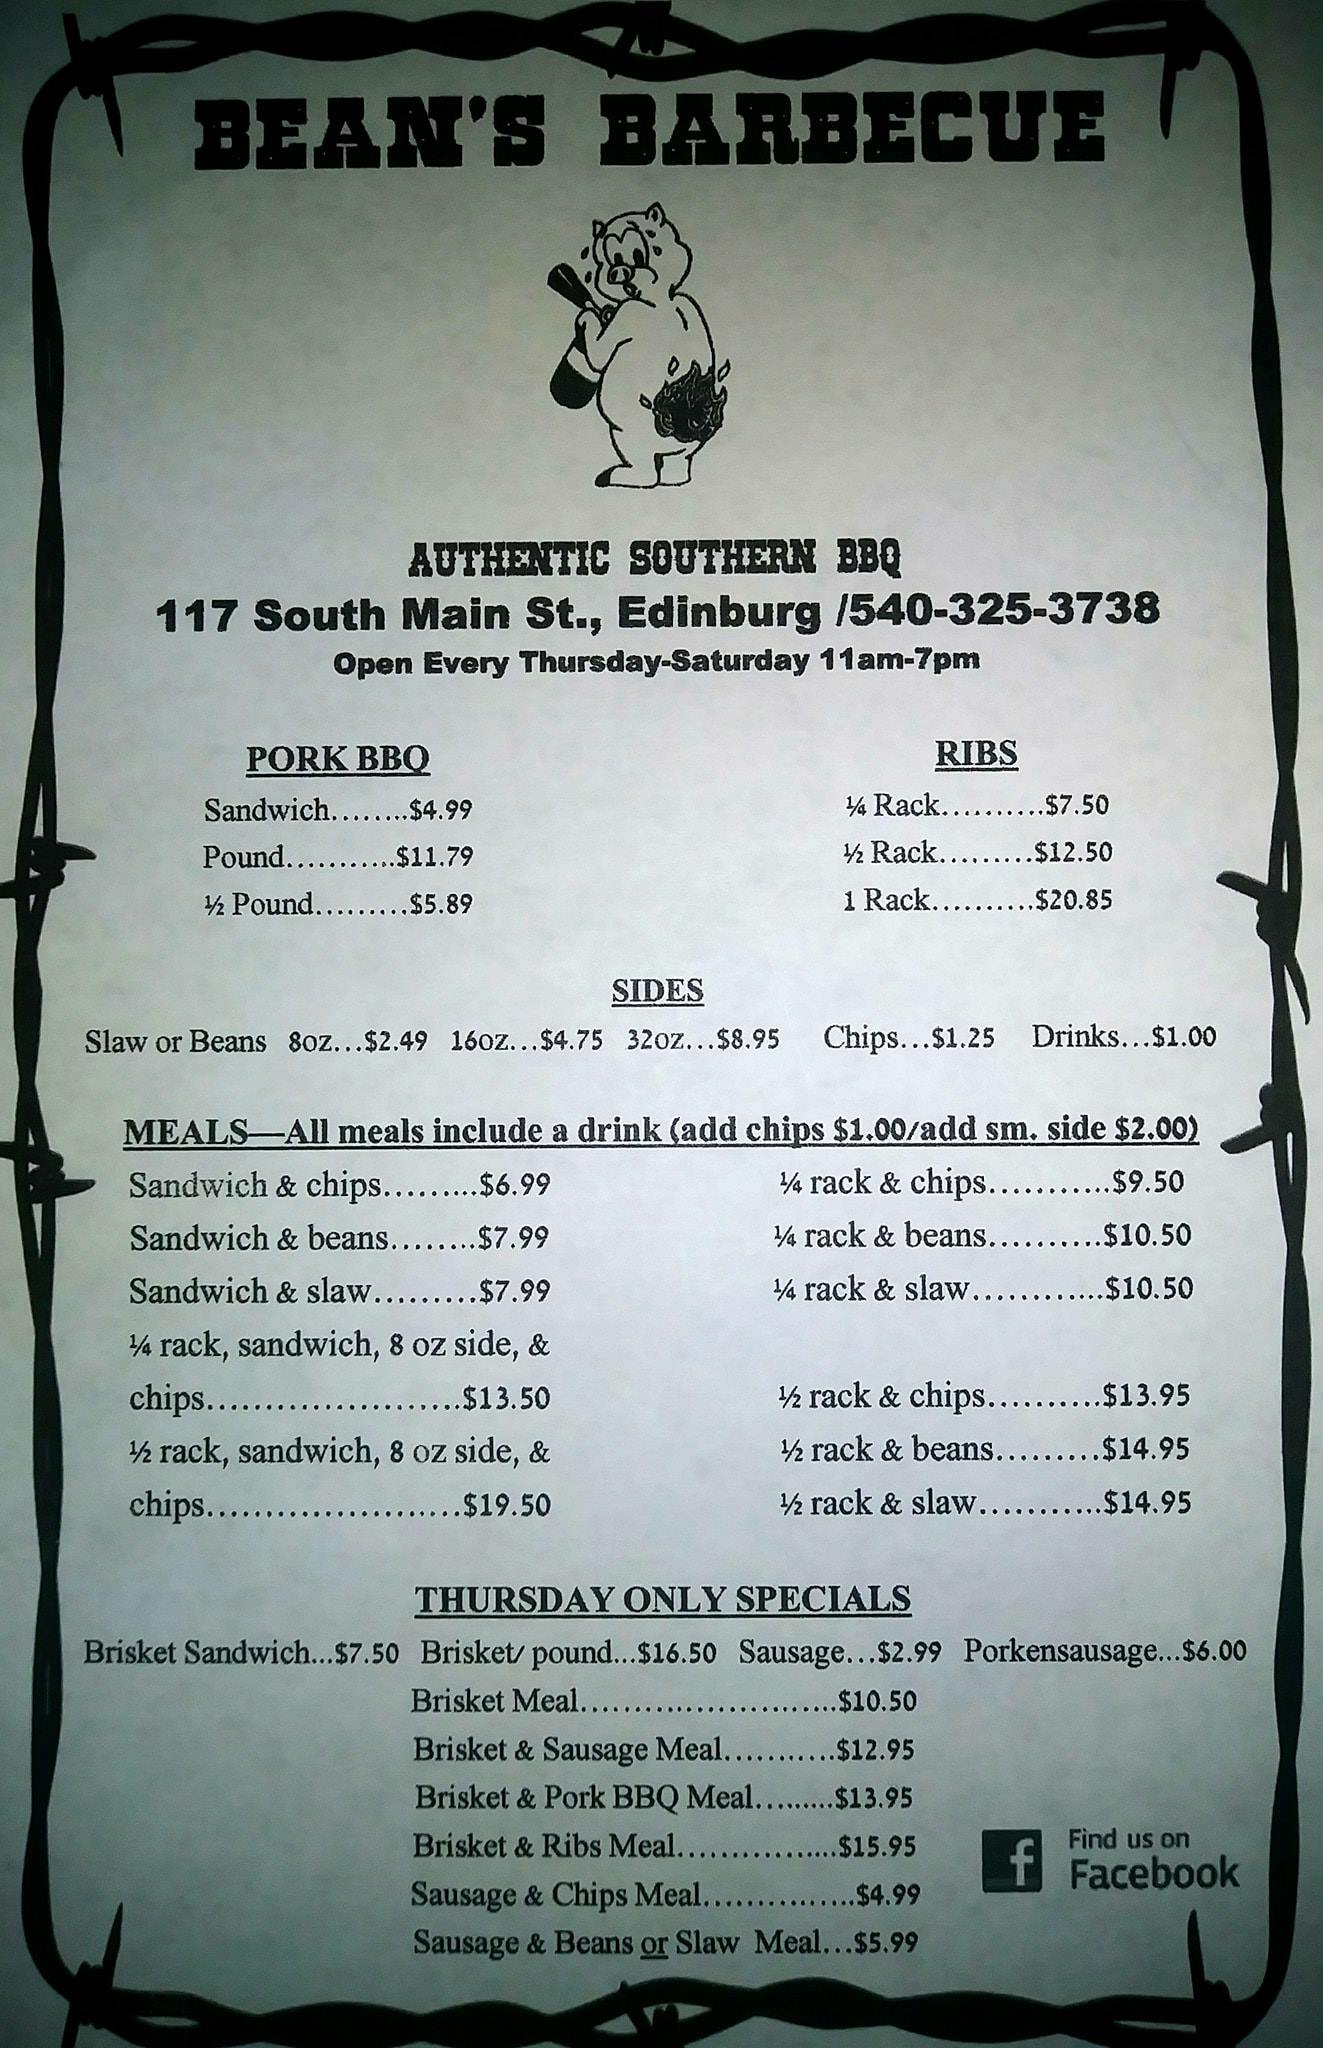 BEAN'S BARBECUE
AUTHENTIC SOUTHERN BBQ
117 South Main St., Edinburg /540-325-3738
Open Every Thursday-Saturday 11am-7pm
PORK BBQ
Sandwich........$4.99
Pound...........$11.79
½ Pound.........$5.89
RIBS
¼ Rack..........$7.50
½ Rack.........$12.50
1 Rack..........$20.85
SIDES
Slaw or Beans 8oz...$2.49 16oz...$4.75 32oz...$8.95 Chips...$1.25 Drinks...$1.00
MEALS—All meals include a drink (add chips $1.00/add sm. side $2.00)
Sandwich & chips.........$6.99
Sandwich & beans........$7.99
Sandwich & slaw.........$7.99
¼ rack, sandwich, 8 oz side, &
chips.......................$13.50
½ rack, sandwich, 8 oz side, &
chips.......................$19.50
¼ rack & chips...........$9.50
¼ rack & beans..........$10.50
¼ rack & slaw............$10.50
½ rack & chips..........$13.95
½ rack & beans.........$14.95
½ rack & slaw...........$14.95
THURSDAY ONLY SPECIALS
Brisket Sandwich...$7.50 Brisket/ pound...$16.50 Sausage...$2.99 Porkensausage...$6.00
Brisket Meal.........................$10.50
Brisket & Sausage Meal...........$12.95
Brisket & Pork BBQ Meal.........$13.95
Brisket & Ribs Meal................$15.95
Sausage & Chips Meal...............$4.99
Sausage & Beans or Slaw Meal...$5.99
f Find us on
Facebook